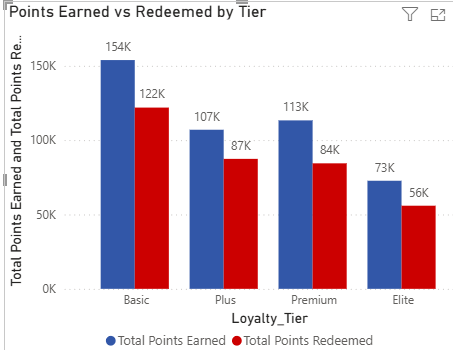 Points Earned vs Redeemed by Tier
Total Points Earned and Total Points Re...
150K
100K
50K
0K
154K
122K
107K
87K
113K
84K
73K
56K
Basic
Plus
Premium
Elite
Loyalty_Tier
Total Points Earned
Total Points Redeemed